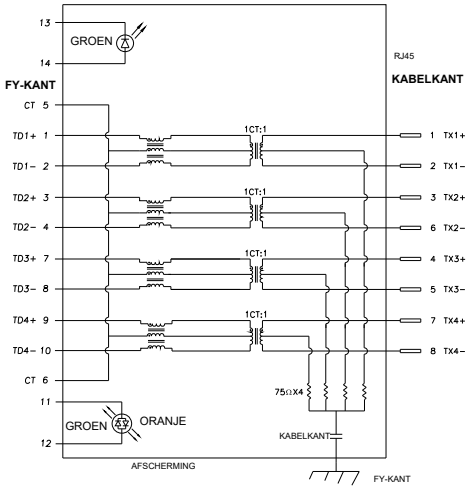 13
GROEN
14
RJ45
FY-KANT
KABELKANT
CT 5
TD1+ 1
1CT:1
1 TX1+
TD1- 2
2 TX1-
TD2+ 3
1CT:1
3 TX2+
TD2- 4
6 TX2-
TD3+ 7
1CT:1
4 TX3+
TD3- 8
5 TX3-
TD4+ 9
1CT:1
7 TX4+
TD4- 10
8 TX4-
CT 6
75ΩX4
11
ORANJE
GROEN
KABELKANT
12
AFSCHERMING
FY-KANT